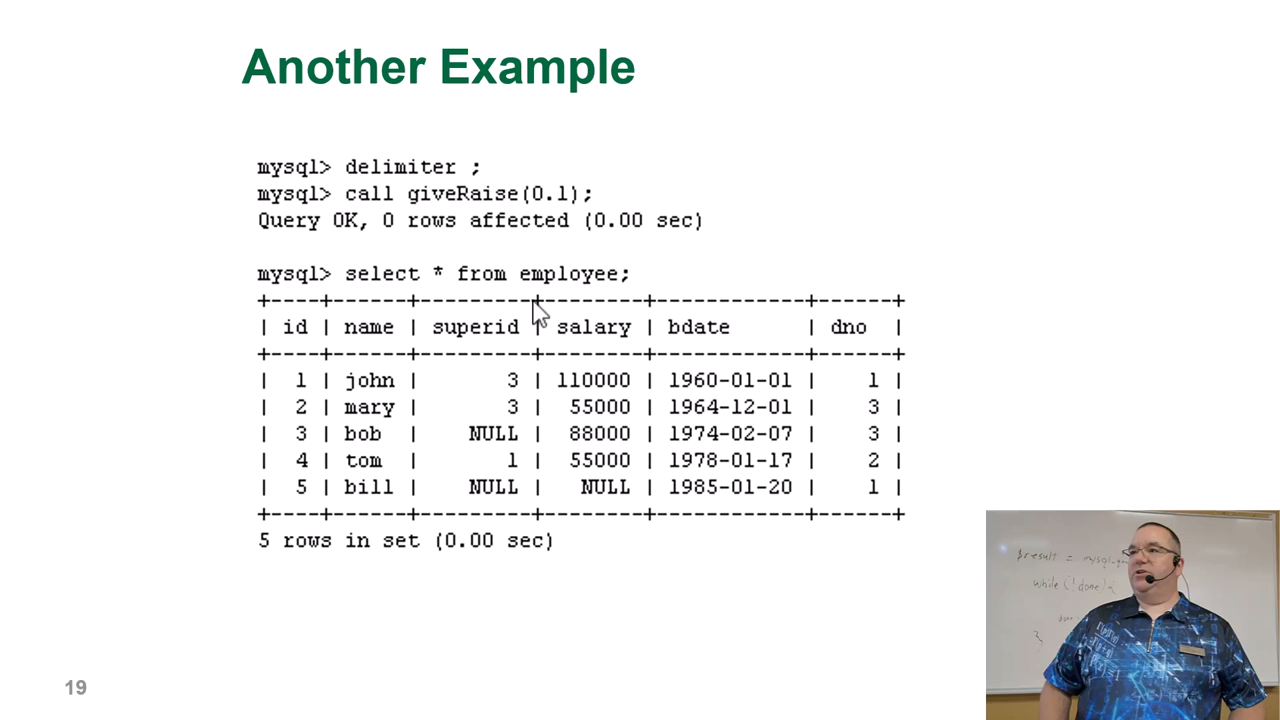 Another Example
mysql> delimiter ;
mysql> call giveRaise(0.1);
Query OK, 0 rows affected (0.00 sec)
mysql> select * from employee;
+----+------+---------+--------+------------+------+
| id | name | superid | salary | bdate      | dno  |
+----+------+---------+--------+------------+------+
|  1 | john |       3 | 110000 | 1960-01-01 |    1 |
|  2 | mary |       3 |  55000 | 1964-12-01 |    3 |
|  3 | bob  |    NULL |  88000 | 1974-02-07 |    3 |
|  4 | tom  |       1 |  55000 | 1978-01-17 |    2 |
|  5 | bill |    NULL |   NULL | 1985-01-20 |    1 |
+----+------+---------+--------+------------+------+
5 rows in set (0.00 sec)
$result =
while (!done) {
}
19